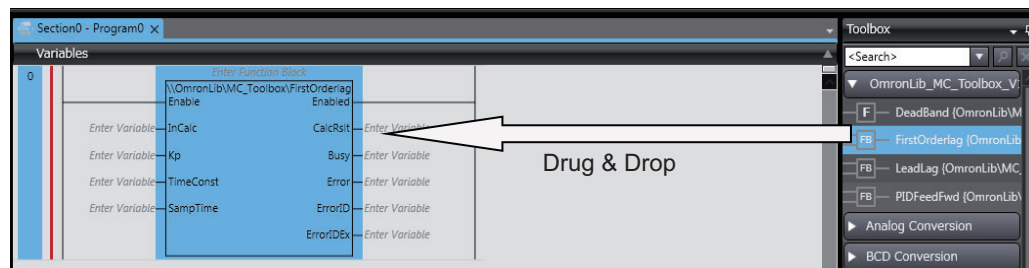 Section0 - Program0
Variables
0
Enter Function Block
\\OmronLib\MC_Toolbox\FirstOrderlag
Enable Enabled
Enter Variable InCalc CalcRslt Enter Variable
Enter Variable Kp Busy Enter Variable
Enter Variable TimeConst Error Enter Variable
Enter Variable SampTime ErrorID Enter Variable
ErrorIDEx Enter Variable
Drug & Drop
Toolbox
<Search>
OmronLib_MC_Toolbox_V
F DeadBand {OmronLib\M
FB FirstOrderlag {OmronLib
FB LeadLag {OmronLib\MC_
FB PIDFeedFwd {OmronLib\
Analog Conversion
BCD Conversion